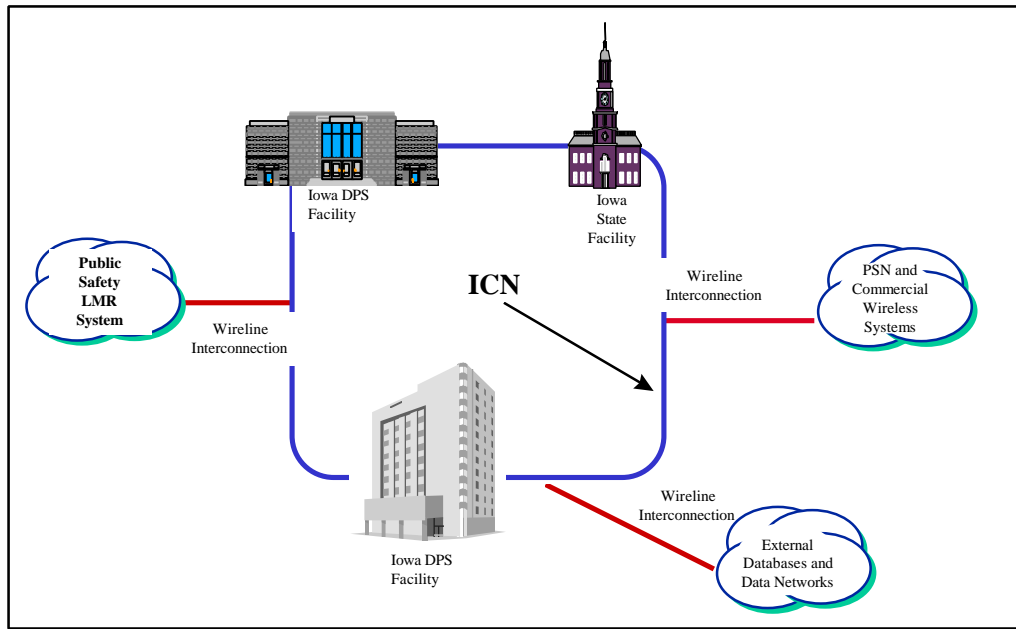 Iowa DPS
Facility
Iowa
State
Facility
Public
Safety
LMR
System
Wireline
Interconnection
ICN
Wireline
Interconnection
PSN and
Commercial
Wireless
Systems
Iowa DPS
Facility
Wireline
Interconnection
External
Databases and
Data Networks